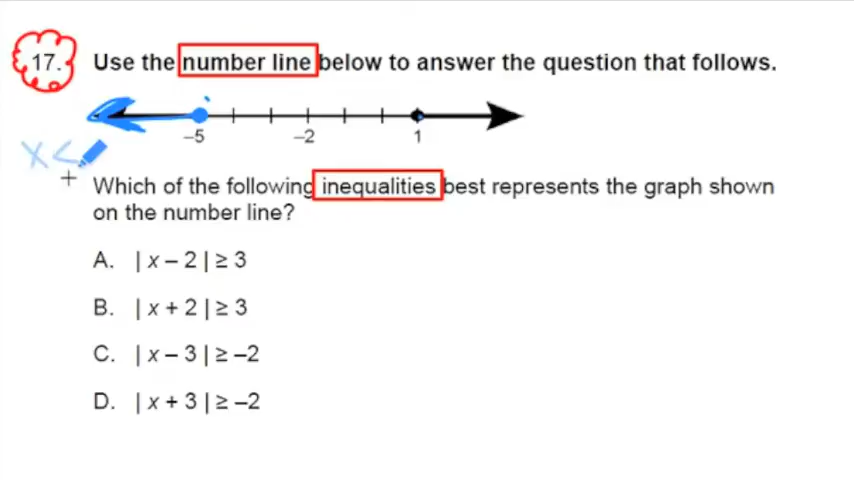 17. Use the number line below to answer the question that follows.
–5 –2 1
x<
Which of the following inequalities best represents the graph shown
on the number line?
A. | x – 2 | ≥ 3
B. | x + 2 | ≥ 3
C. | x – 3 | ≥ –2
D. | x + 3 | ≥ –2